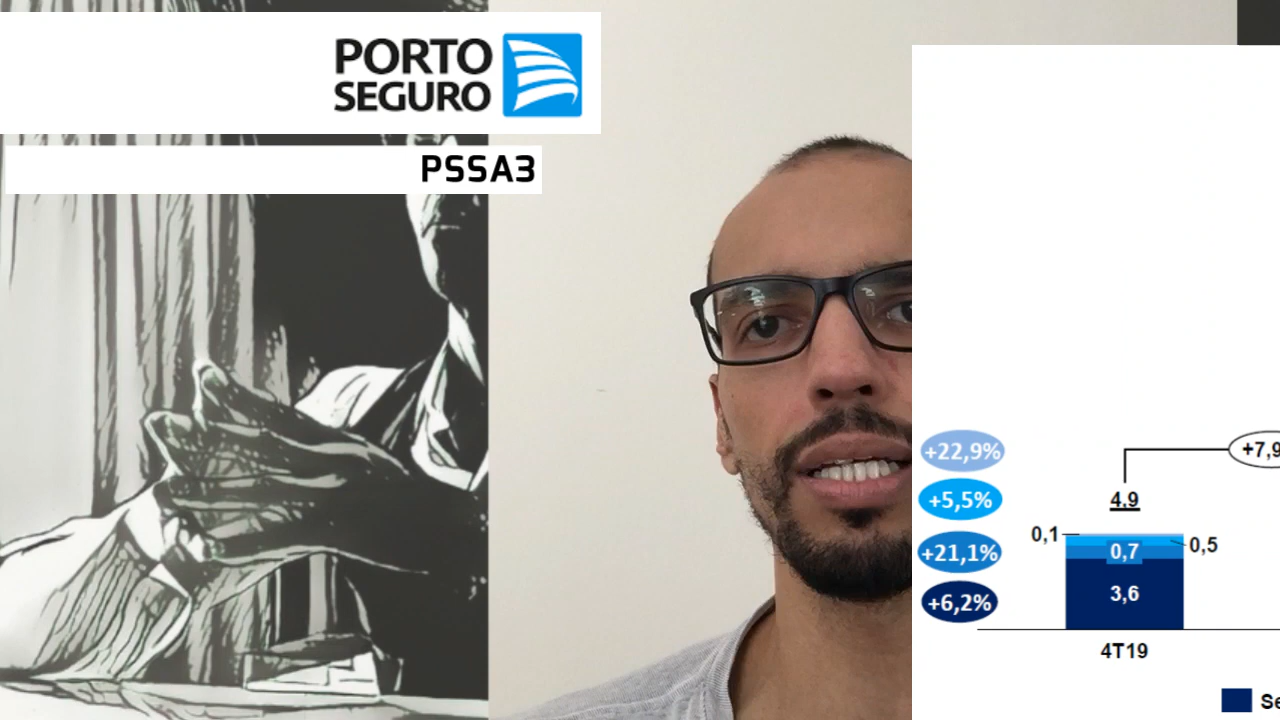 PORTO
SEGURO
PSSA3
+22,9%
+7,9
+5,5%
4,9
0,1
0,5
+21,1%
0,7
+6,2%
3,6
4T19
Se